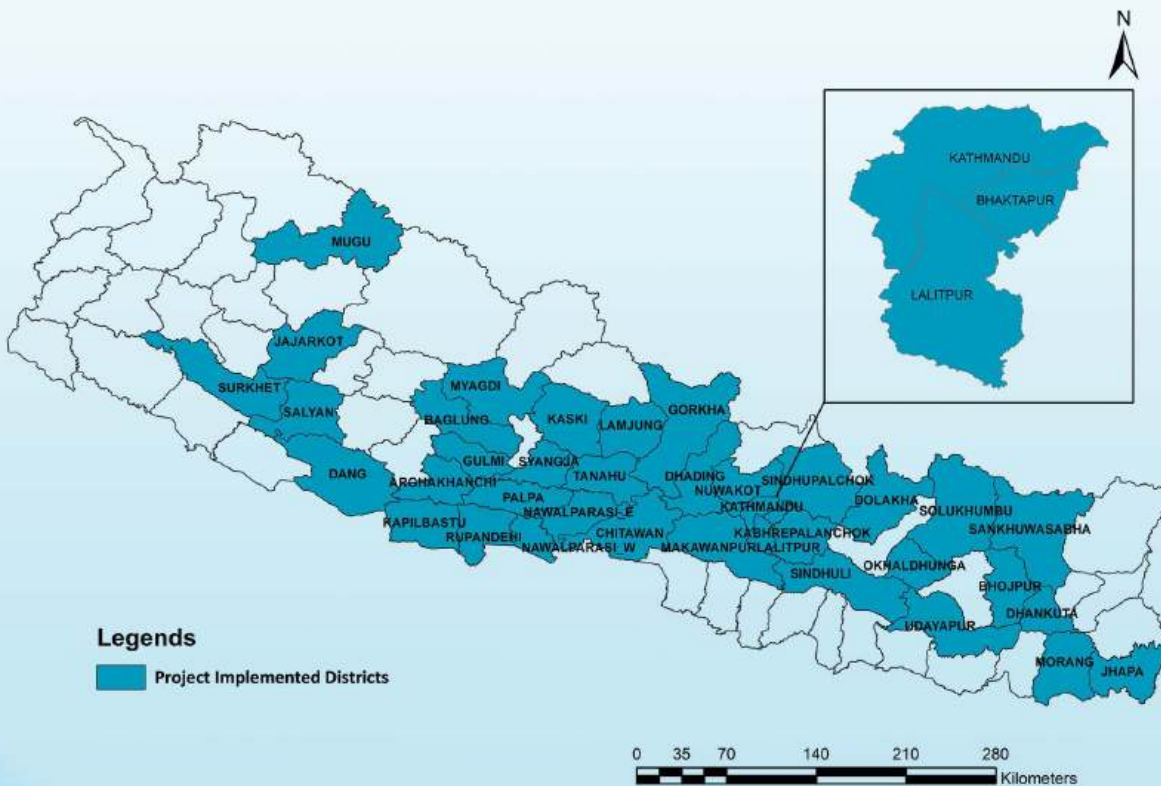 N
KATHMANDU
BHAKTAPUR
LALITPUR
MUGU
JAJARKOT
SURKHET
SALYAN
MYAGDI
BAGLUNG
KASKI
LAMJUNG
GORKHA
DANG
GULMI
SYANGJA
TANAHU
DHADING
NUWAKOT
SINDHUPALCHOK
DOLAKHA
SOLUKHUMBU
SANKHUWASABHA
ARGHAKHANCHI
PALPA
NAWALPARASI_E
KATHMANDU
KAPILBASTU
RUPANDEHI
NAWALPARASI_W
CHITAWAN
MAKAWANPUR
LALITPUR
KABHREPALANCHOK
SINDHULI
OKHALDHUNGA
BHOJPUR
DHANKUTA
UDAYAPUR
MORANG
JHAPA
Legends
Project Implemented Districts
0 35 70 140 210 280
Kilometers